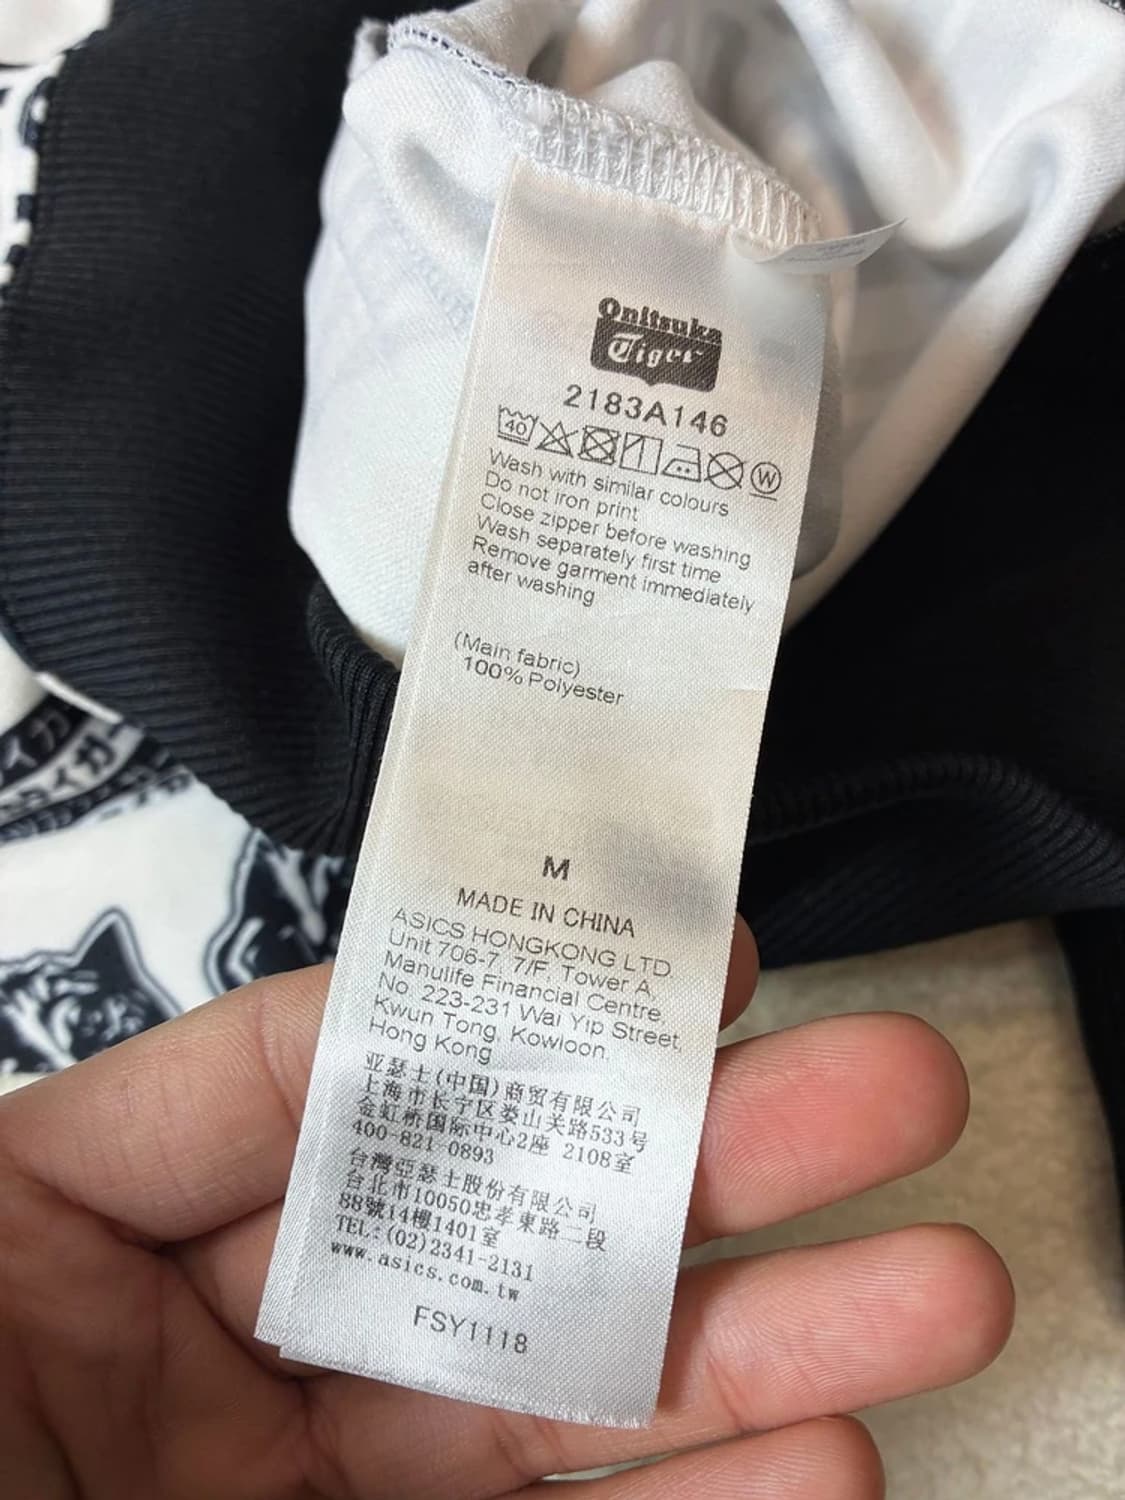 Onitsuka
Tiger
2183A146
40
W
Wash with similar colours
Do not iron print
Close zipper before washing
Wash separately first time
Remove garment immediately
after washing
(Main fabric)
100% Polyester
M
MADE IN CHINA
ASICS HONGKONG LTD.
Unit 706-7, 7/F, Tower A,
Manulife Financial Centre,
No. 223-231 Wai Yip Street,
Kwun Tong, Kowloon,
Hong Kong
亚瑟士(中国)商贸有限公司
上海市长宁区娄山关路533号
金虹桥国际中心2座 2108室
400-821 0893
台灣亞瑟士股份有限公司
台北市10050忠孝東路二段
88號14樓1401室
TEL:(02)2341-2131
www.asics.com.tw
FSY1118
イガ
イガ